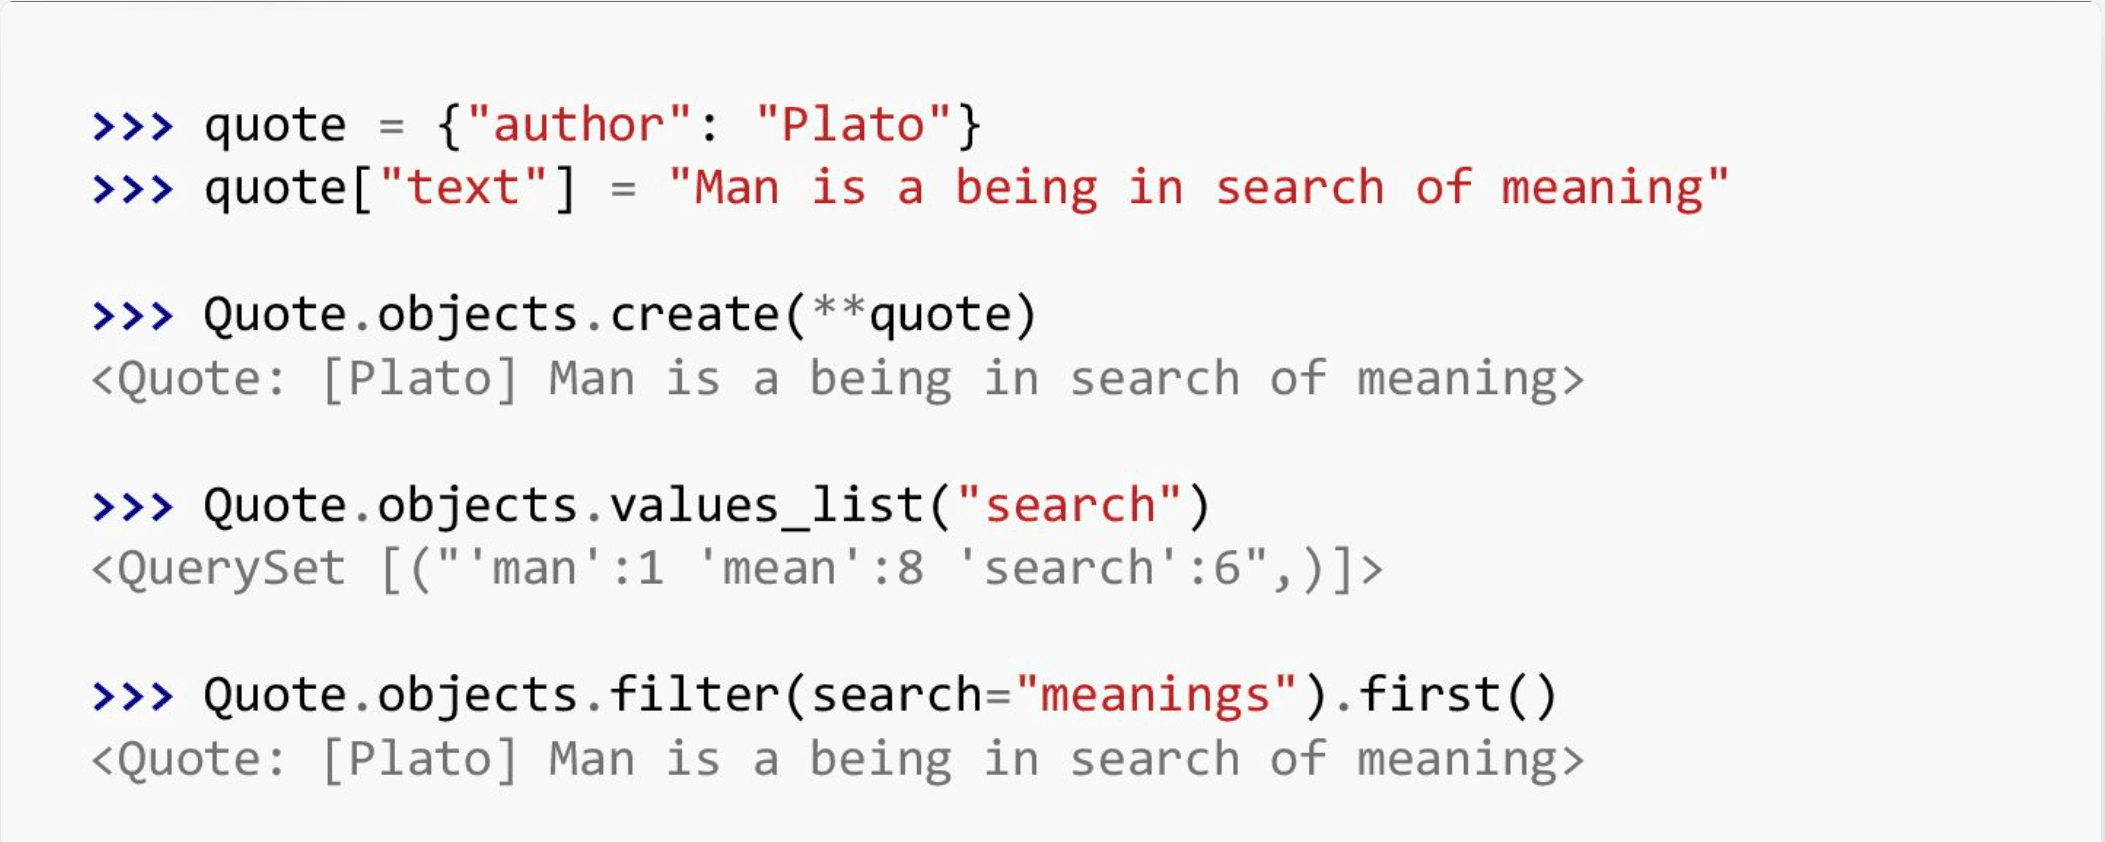 >>> quote = {"author": "Plato"}
>>> quote["text"] = "Man is a being in search of meaning"
>>> Quote.objects.create(**quote)
<Quote: [Plato] Man is a being in search of meaning>
>>> Quote.objects.values_list("search")
<QuerySet [("'man':1 'mean':8 'search':6",)]>
>>> Quote.objects.filter(search="meanings").first()
<Quote: [Plato] Man is a being in search of meaning>